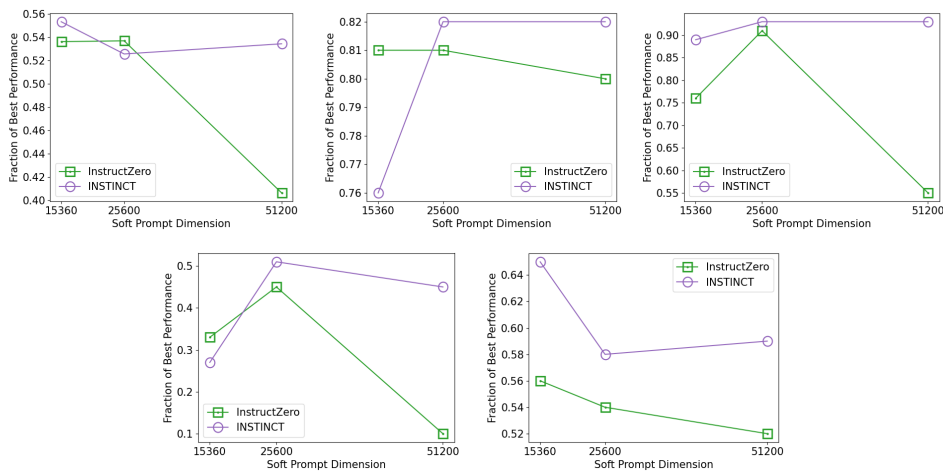 0.56
0.54
0.52
0.50
0.48
0.46
0.44
0.42
0.40
Fraction of Best Performance
InstructZero
INSTINCT
15360 25600 51200
Soft Prompt Dimension
0.82
0.81
0.80
0.79
0.78
0.77
0.76
Fraction of Best Performance
InstructZero
INSTINCT
15360 25600 51200
Soft Prompt Dimension
0.90
0.85
0.80
0.75
0.70
0.65
0.60
0.55
Fraction of Best Performance
InstructZero
INSTINCT
15360 25600 51200
Soft Prompt Dimension
0.5
0.4
0.3
0.2
0.1
Fraction of Best Performance
InstructZero
INSTINCT
15360 25600 51200
Soft Prompt Dimension
0.64
0.62
0.60
0.58
0.56
0.54
0.52
Fraction of Best Performance
InstructZero
INSTINCT
15360 25600 51200
Soft Prompt Dimension